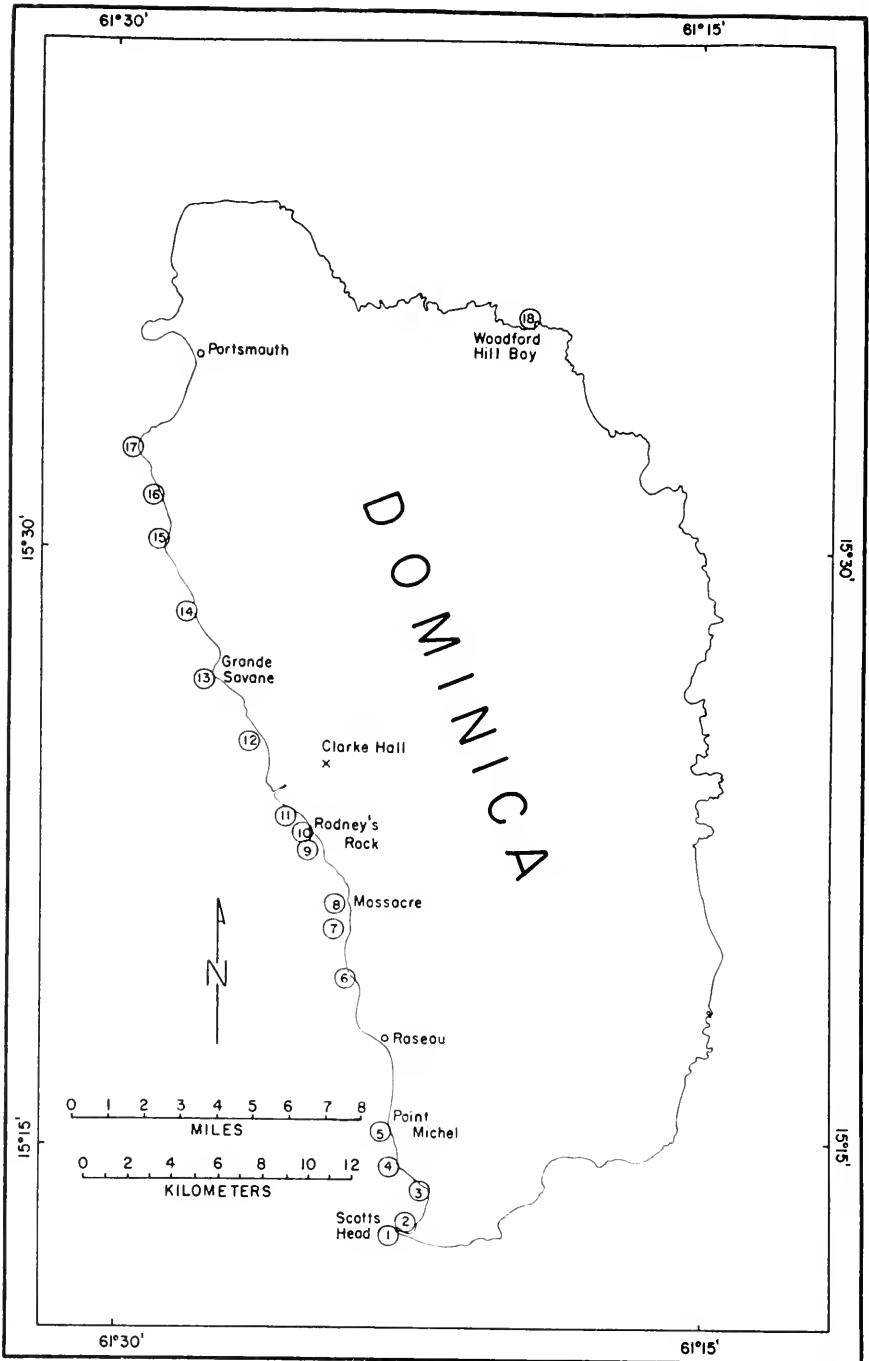 61°30' 61°15'
18
Woodford
Hill Bay
Portsmouth
17
16
15°30' 15°30'
15
14
Grande
Savane
13
12
Clarke Hall
11
10
Rodney's
Rock
9
8
Massacre
7
6
DOMINICA
N
Raseau
0 1 2 3 4 5 6 7 8
MILES
Point
Michel
5
15°15' 15°15'
4
0 2 4 6 8 10 12
KILOMETERS
3
Scotts
Head
2
1
61°30' 61°15'